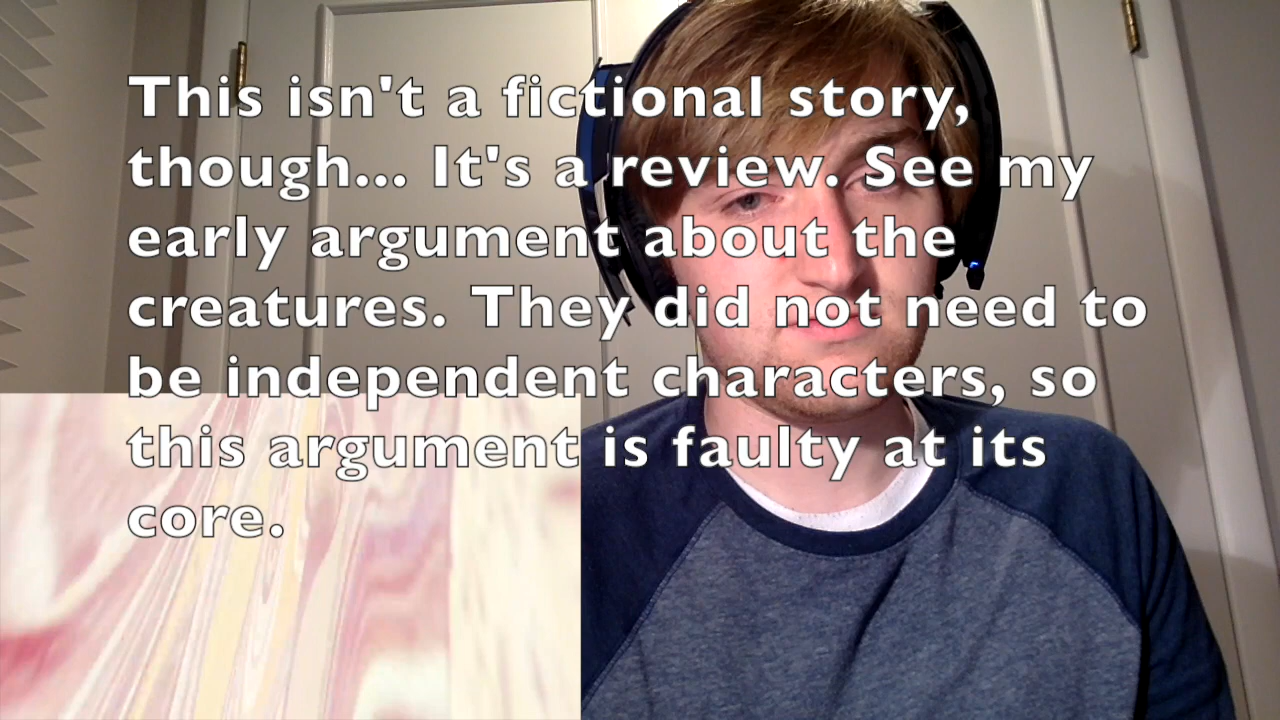 This isn't a fictional story,
though... It's a review. See my
early argument about the
creatures. They did not need to
be independent characters, so
this argument is faulty at its
core.